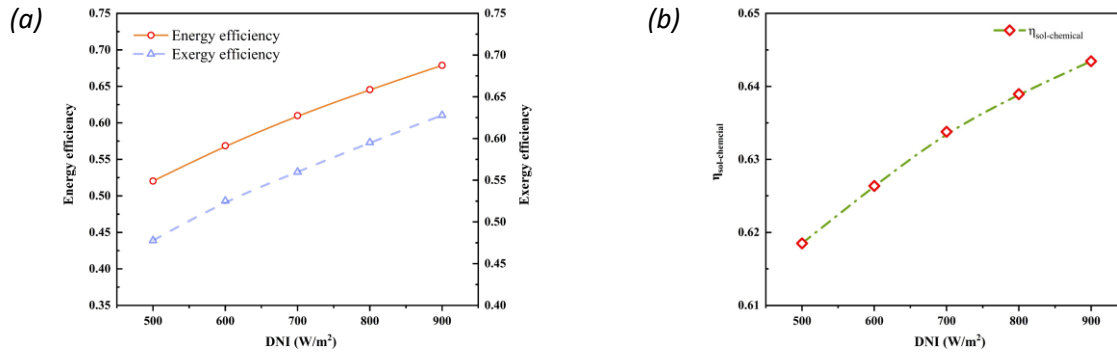 (a)
0.75
0.70
0.65
0.60
0.55
0.50
0.45
0.40
0.35
Energy efficiency
Energy efficiency
Exergy efficiency
0.75
0.70
0.65
0.60
0.55
0.50
0.45
0.40
Exergy efficiency
500 600 700 800 900
DNI (W/m²)
(b)
0.65
0.64
0.63
0.62
0.61
ηsol-chemcial
ηsol-chemical
500 600 700 800 900
DNI (W/m²)